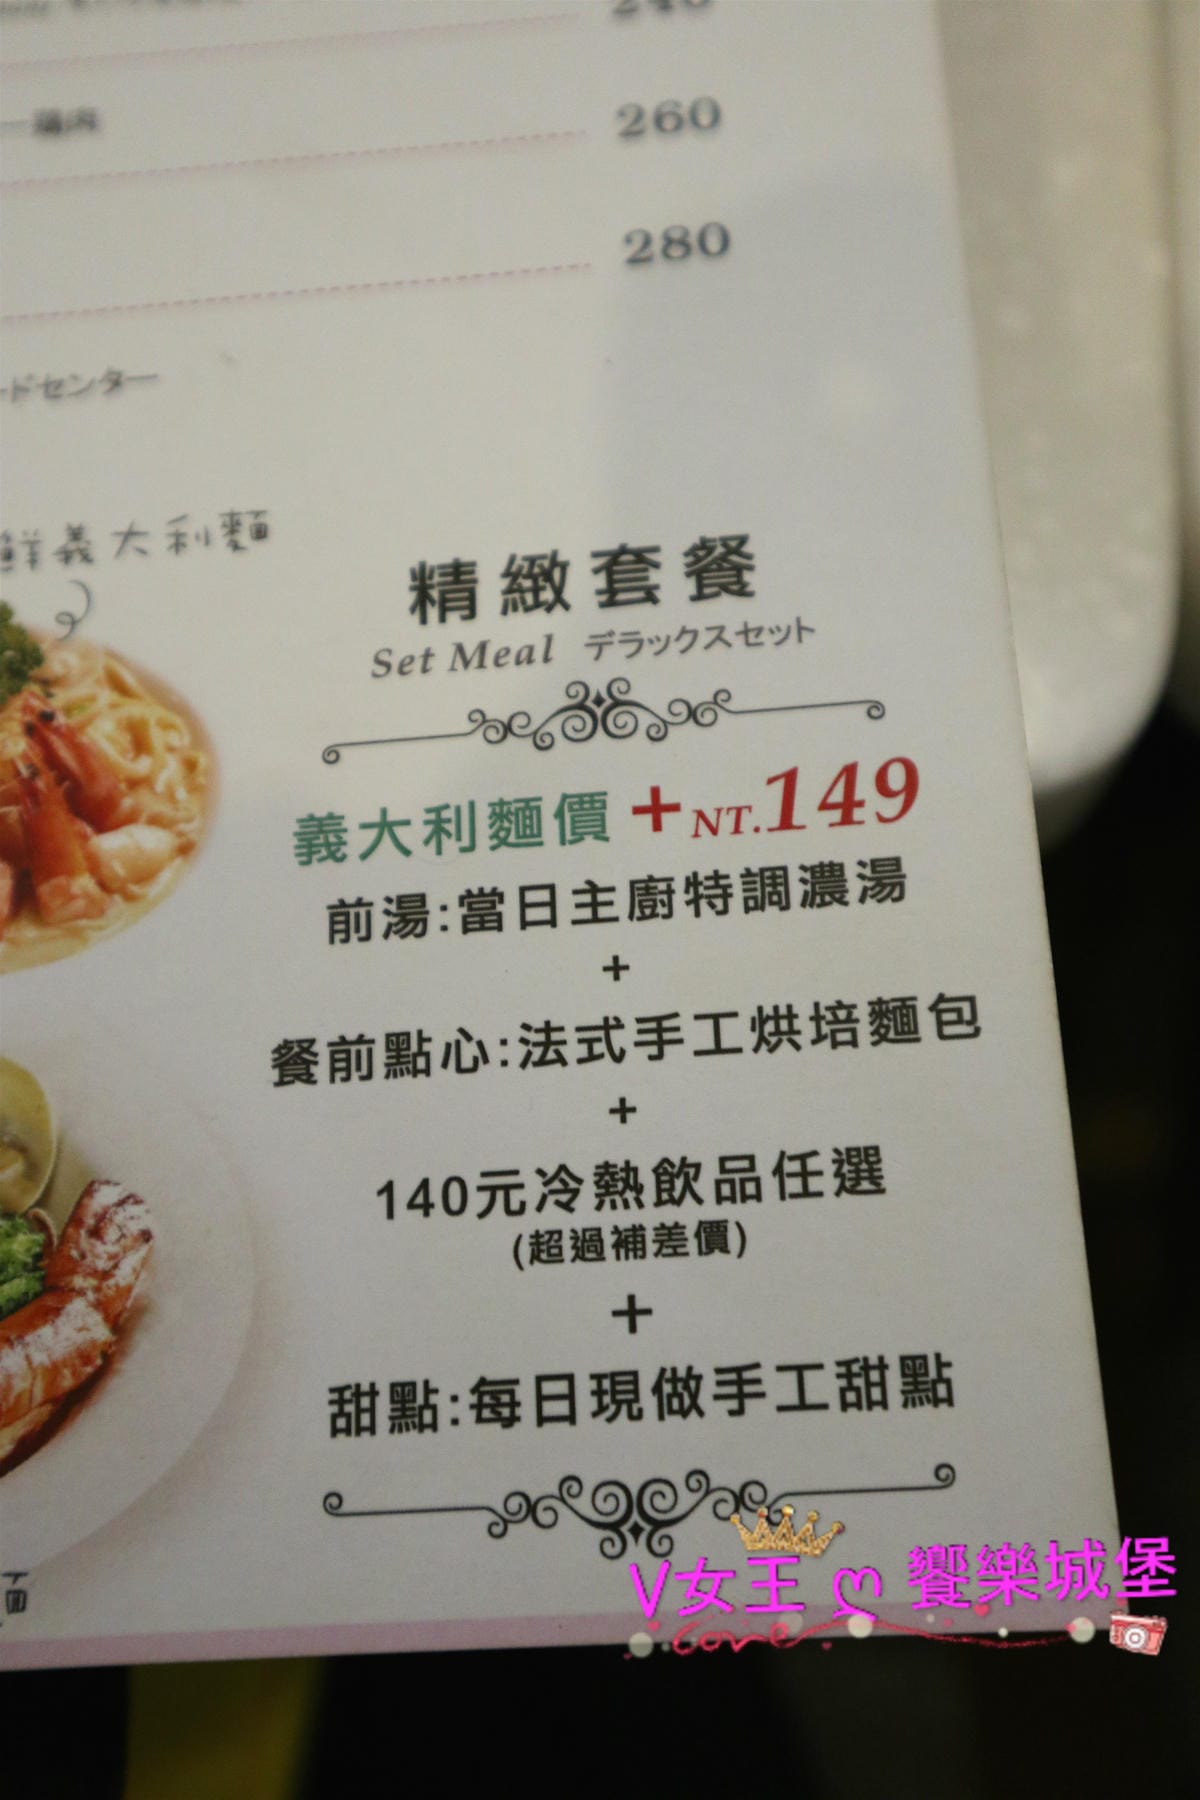 240
雞肉
260
280
ードセンター
鮮義大利麵
精緻套餐
Set Meal デラックスセット
義大利麵價+NT.149
前湯:當日主廚特調濃湯
+
餐前點心:法式手工烘培麵包
+
140元冷熱飲品任選
(超過補差價)
+
甜點:每日現做手工甜點
V女王 ღ 饗樂城堡
Love